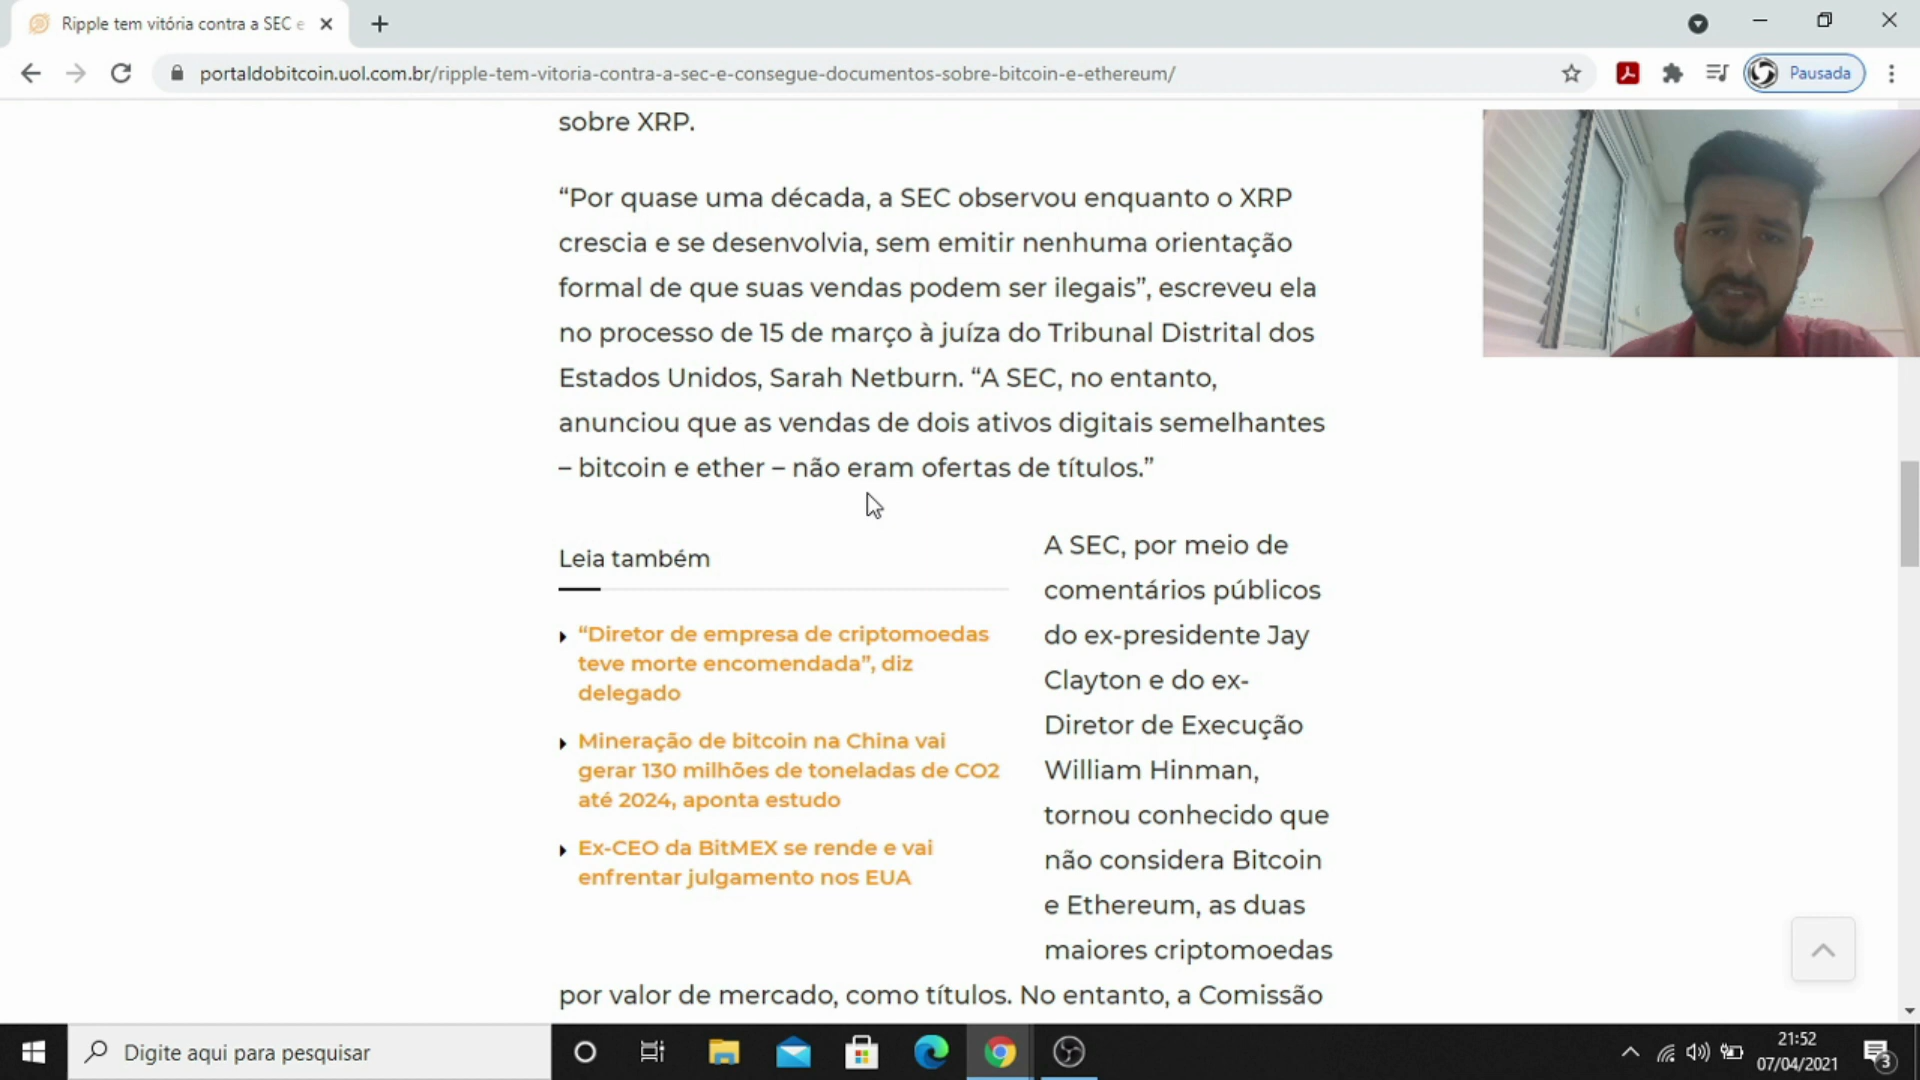 Ripple tem vitória contra a SEC e
portaldobitcoin.uol.com.br/ripple-tem-vitoria-contra-a-sec-e-consegue-documentos-sobre-bitcoin-e-ethereum/
Pausada
sobre XRP.
“Por quase uma década, a SEC observou enquanto o XRP
crescia e se desenvolvia, sem emitir nenhuma orientação
formal de que suas vendas podem ser ilegais”, escreveu ela
no processo de 15 de março à juíza do Tribunal Distrital dos
Estados Unidos, Sarah Netburn. “A SEC, no entanto,
anunciou que as vendas de dois ativos digitais semelhantes
– bitcoin e ether – não eram ofertas de títulos.”
Leia também
“Diretor de empresa de criptomoedas
teve morte encomendada”, diz
delegado
Mineração de bitcoin na China vai
gerar 130 milhões de toneladas de CO2
até 2024, aponta estudo
Ex-CEO da BitMEX se rende e vai
enfrentar julgamento nos EUA
A SEC, por meio de
comentários públicos
do ex-presidente Jay
Clayton e do ex-
Diretor de Execução
William Hinman,
tornou conhecido que
não considera Bitcoin
e Ethereum, as duas
maiores criptomoedas
por valor de mercado, como títulos. No entanto, a Comissão
Digite aqui para pesquisar
21:52
07/04/2021
3